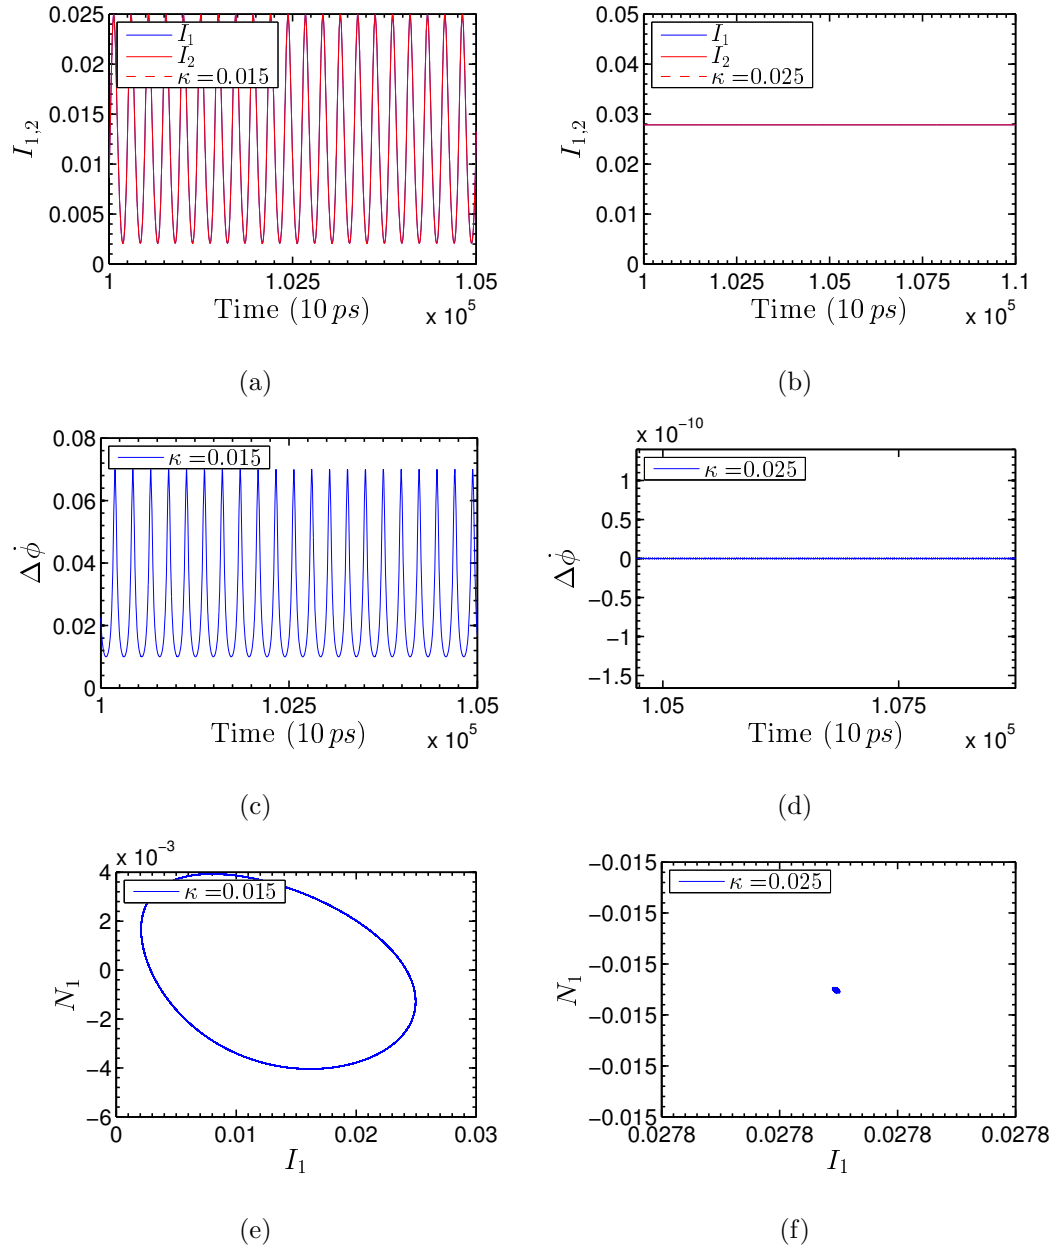 0.025
0.02
0.015
0.01
0.005
0
I1,2
I1
I2
κ = 0.015
1 1.025 1.05
Time (10 ps)
x 10^5
(a)
0.05
0.04
0.03
0.02
0.01
0
I1,2
I1
I2
κ = 0.025
1 1.025 1.05 1.075 1.1
Time (10 ps)
x 10^5
(b)
0.08
0.06
0.04
0.02
0
Δϕ̇
κ = 0.015
1 1.025 1.05
Time (10 ps)
x 10^5
(c)
x 10^−10
1
0.5
0
−0.5
−1
−1.5
Δϕ̇
κ = 0.025
1.05 1.075
Time (10 ps)
x 10^5
(d)
x 10^−3
4
2
0
−2
−4
−6
N1
κ = 0.015
0 0.01 0.02 0.03
I1
(e)
−0.015
−0.015
−0.015
−0.015
−0.015
−0.015
N1
κ = 0.025
0.0278 0.0278 0.0278 0.0278
I1
(f)